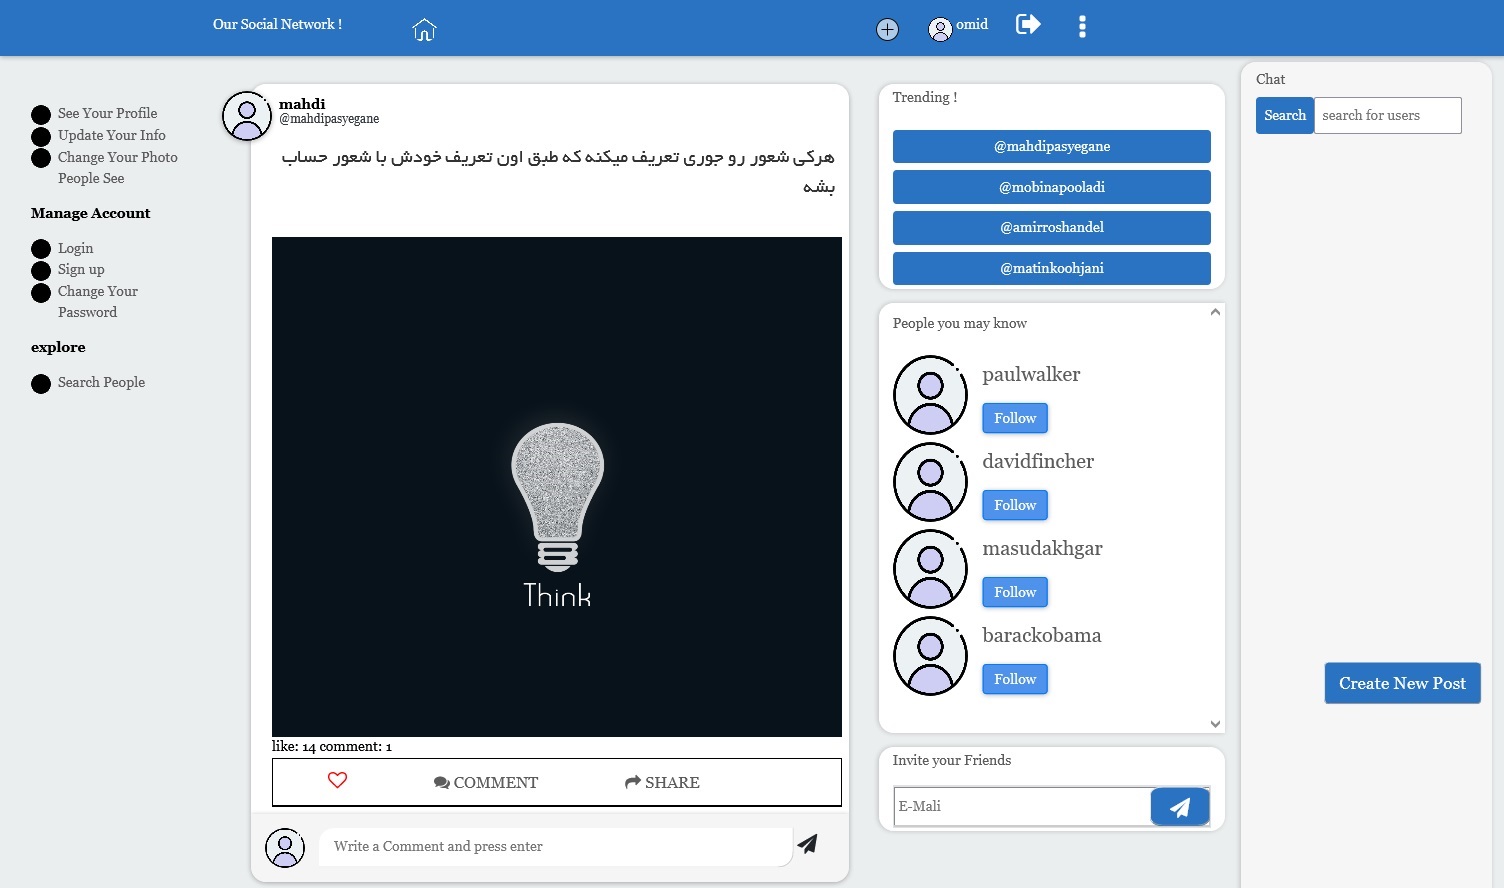 Our Social Network !
omid
See Your Profile
Update Your Info
Change Your Photo
People See
Manage Account
Login
Sign up
Change Your
Password
explore
Search People
mahdi
@mahdipasyegane
هرکی شعور رو جوری تعریف میکنه که طبق اون تعریف خودش با شعور حساب
بشه
Think
like: 14 comment: 1
COMMENT
SHARE
Write a Comment and press enter
Trending !
@mahdipasyegane
@mobinapooladi
@amirroshandel
@matinkoohjani
People you may know
paulwalker
Follow
davidfincher
Follow
masudakhgar
Follow
barackobama
Follow
Invite your Friends
E-Mali
Chat
Search
search for users
Create New Post